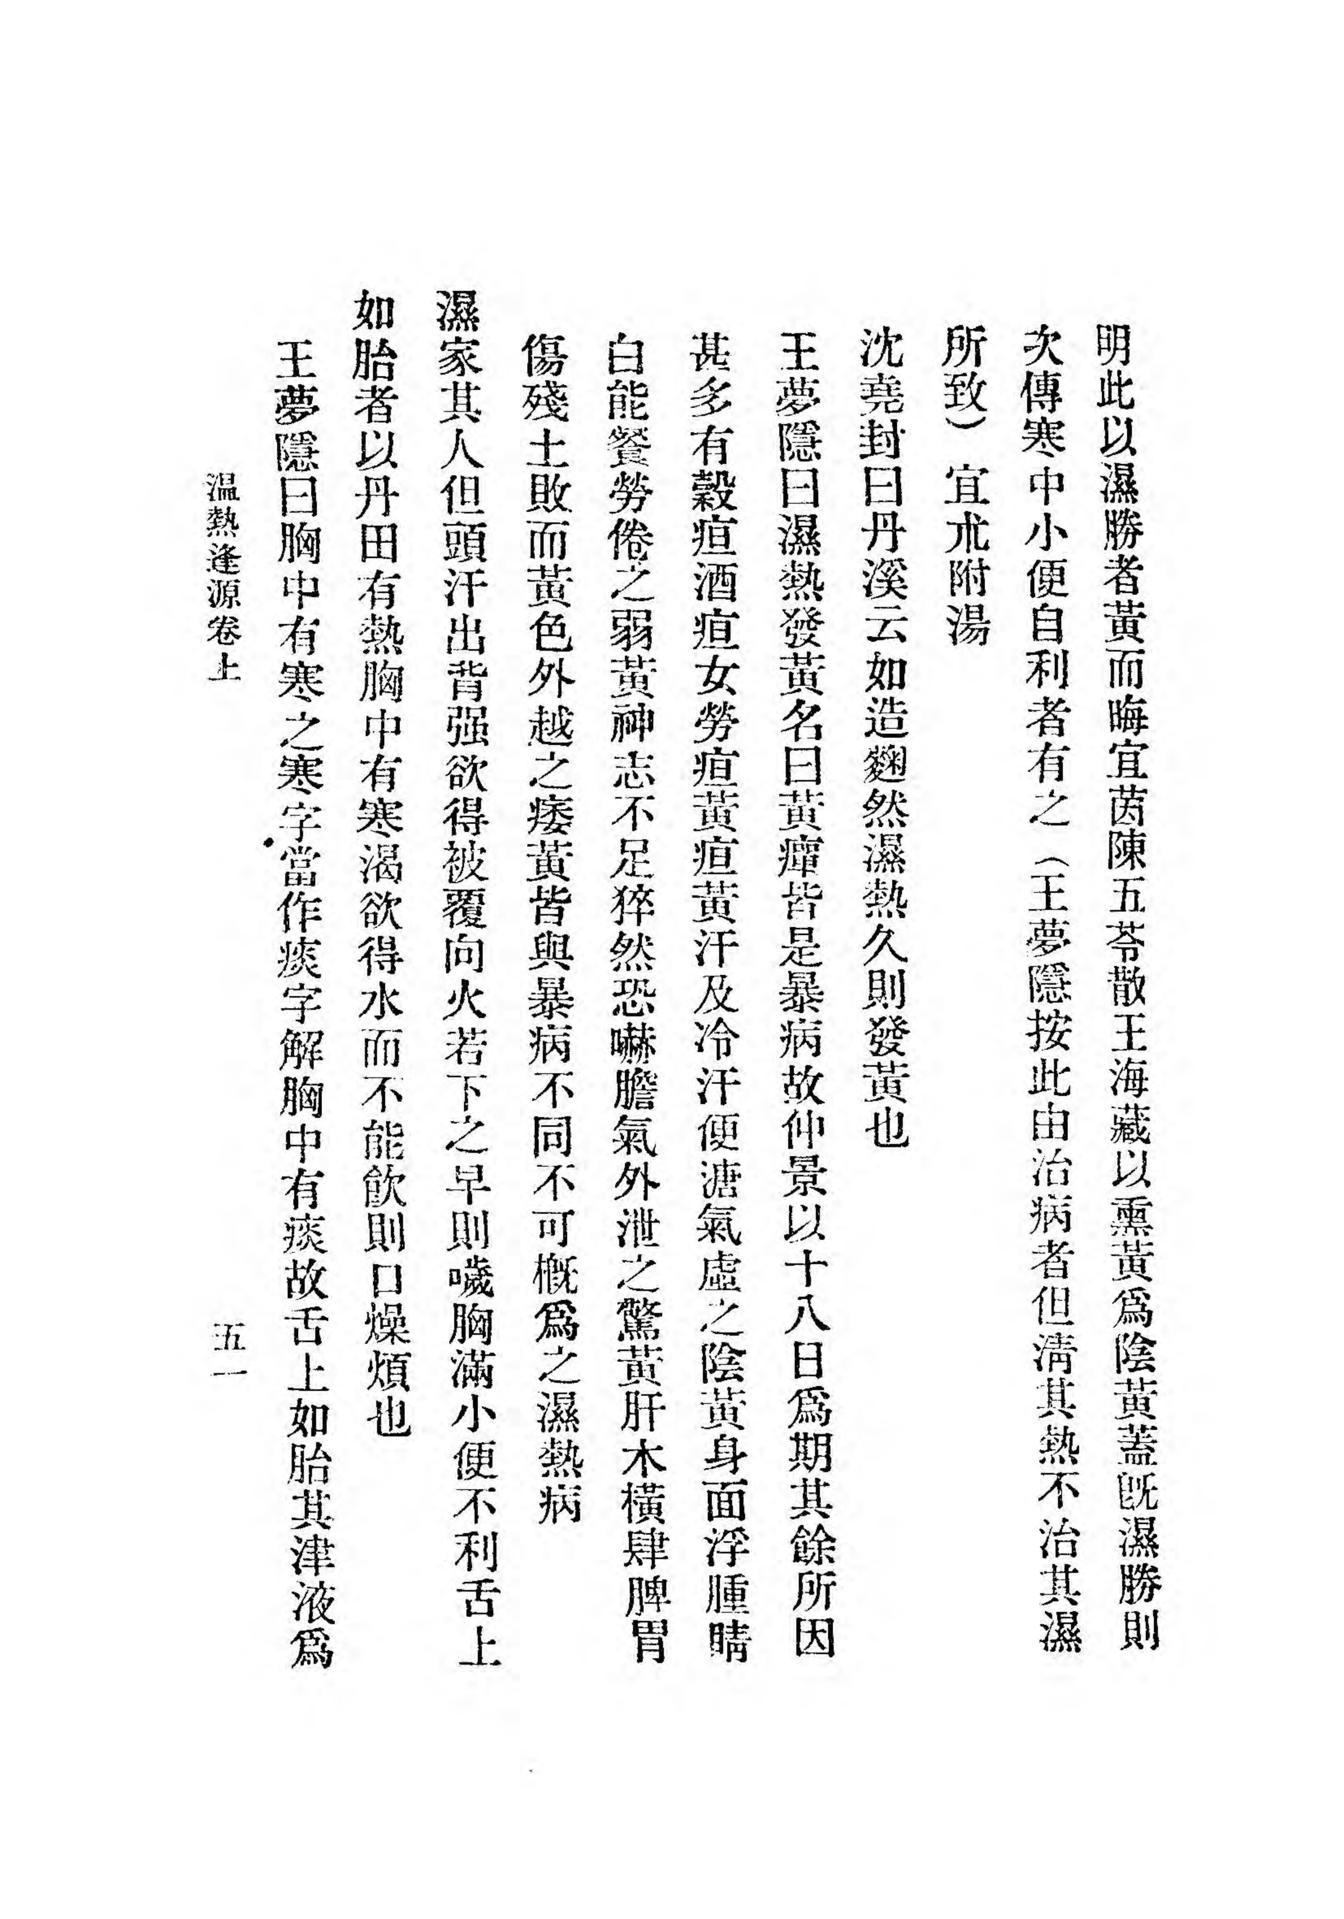 明此以濕勝者黃而晦宜茵陳五苓散王海藏以熏黃爲陰黃蓋旣濕勝則
次傳寒中小便自利者有之（王夢隱按此由治病者但清其熱不治其濕
所致）宜朮附湯
沈堯封曰丹溪云如造麴然濕熱久則發黃也
王夢隱曰濕熱發黃名曰黃癉皆是暴病故仲景以十八日爲期其餘所因
甚多有穀疸酒疸女勞疸黃疸黃汗及冷汗便溏氣虛之陰黃身面浮腫睛
白能餐勞倦之弱黃神志不足猝然恐嚇膽氣外泄之驚黃肝木橫肆脾胃
傷殘土敗而黃色外越之痿黃皆與暴病不同不可概爲之濕熱病
濕家其人但頭汗出背强欲得被覆向火若下之早則噦胸滿小便不利舌上
如胎者以丹田有熱胸中有寒渴欲得水而不能飮則口燥煩也
王夢隱曰胸中有寒之寒字當作痰字解胸中有痰故舌上如胎其津液爲
溫熱逢源卷上
五一